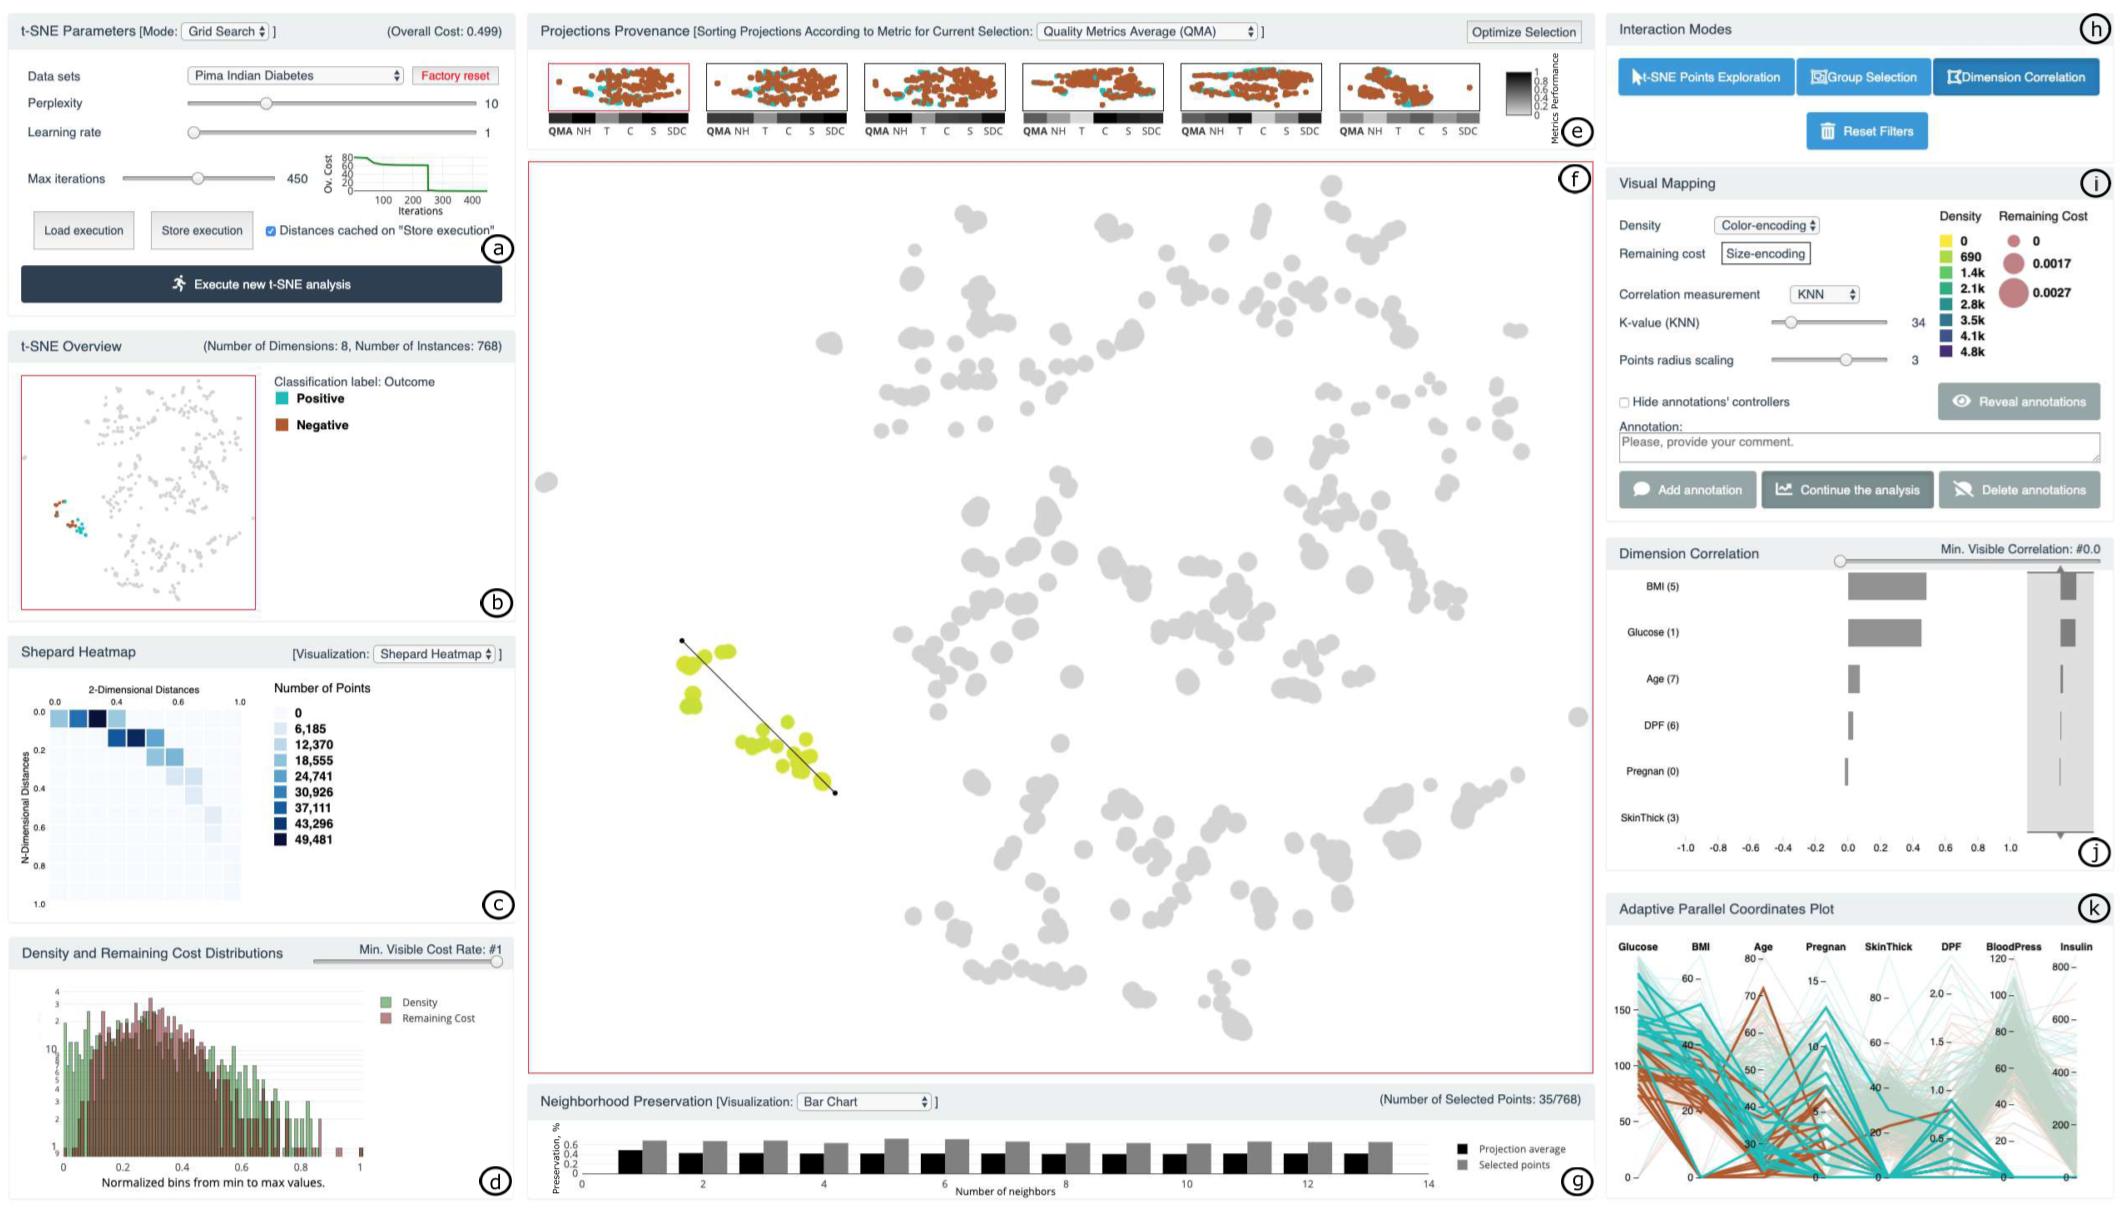 t-SNE Parameters [Mode: Grid Search ] (Overall Cost: 0.499)
Data sets Pima Indian Diabetes Factory reset
Perplexity 10
Learning rate 1
Max iterations 450
Ov. Cost
80
60
40
20
0
100 200 300 400
Iterations
Load execution Store execution Distances cached on "Store execution"
a
Execute new t-SNE analysis
t-SNE Overview (Number of Dimensions: 8, Number of Instances: 768)
Classification label: Outcome
Positive
Negative
b
Shepard Heatmap [Visualization: Shepard Heatmap ]
2-Dimensional Distances
0.0 0.4 0.6 1.0
N-Dimensional Distances
0.0
0.2
0.4
0.6
0.8
1.0
Number of Points
0
6,185
12,370
18,555
24,741
30,926
37,111
43,296
49,481
c
Density and Remaining Cost Distributions Min. Visible Cost Rate: #1
4
3
2
10
9
8
7
6
5
4
3
2
1
9
0 0.2 0.4 0.6 0.8 1
Normalized bins from min to max values.
Density
Remaining Cost
d
Projections Provenance [Sorting Projections According to Metric for Current Selection: Quality Metrics Average (QMA) ] Optimize Selection
QMA NH T C S SDC
QMA NH T C S SDC
QMA NH T C S SDC
QMA NH T C S SDC
QMA NH T C S SDC
QMA NH T C S SDC
1
0.8
0.6
0.4
0.2
0
Metrics Performance
e
f
Neighborhood Preservation [Visualization: Bar Chart ] (Number of Selected Points: 35/768)
Preservation, %
0.6
0.4
0.2
0
0 2 4 6 8 10 12 14
Number of neighbors
Projection average
Selected points
g
Interaction Modes
h
t-SNE Points Exploration Group Selection Dimension Correlation
Reset Filters
Visual Mapping
i
Density Color-encoding
Remaining cost Size-encoding
Correlation measurement KNN
K-value (KNN) 34
Points radius scaling 3
Density
0
690
1.4k
2.1k
2.8k
3.5k
4.1k
4.8k
Remaining Cost
0
0.0017
0.0027
Hide annotations' controllers Reveal annotations
Annotation:
Please, provide your comment.
Add annotation Continue the analysis Delete annotations
Dimension Correlation Min. Visible Correlation: #0.0
BMI (5)
Glucose (1)
Age (7)
DPF (6)
Pregnan (0)
SkinThick (3)
-1.0 -0.8 -0.6 -0.4 -0.2 0.0 0.2 0.4 0.6 0.8 1.0
j
Adaptive Parallel Coordinates Plot
k
Glucose BMI Age Pregnan SkinThick DPF BloodPress Insulin
150
100
50
0
60
40
20
0
80
70
60
50
40
30
15
10
5
0
80
60
40
20
0
2.0
1.5
1.0
0.5
120
100
80
60
40
20
0
800
600
400
200
0